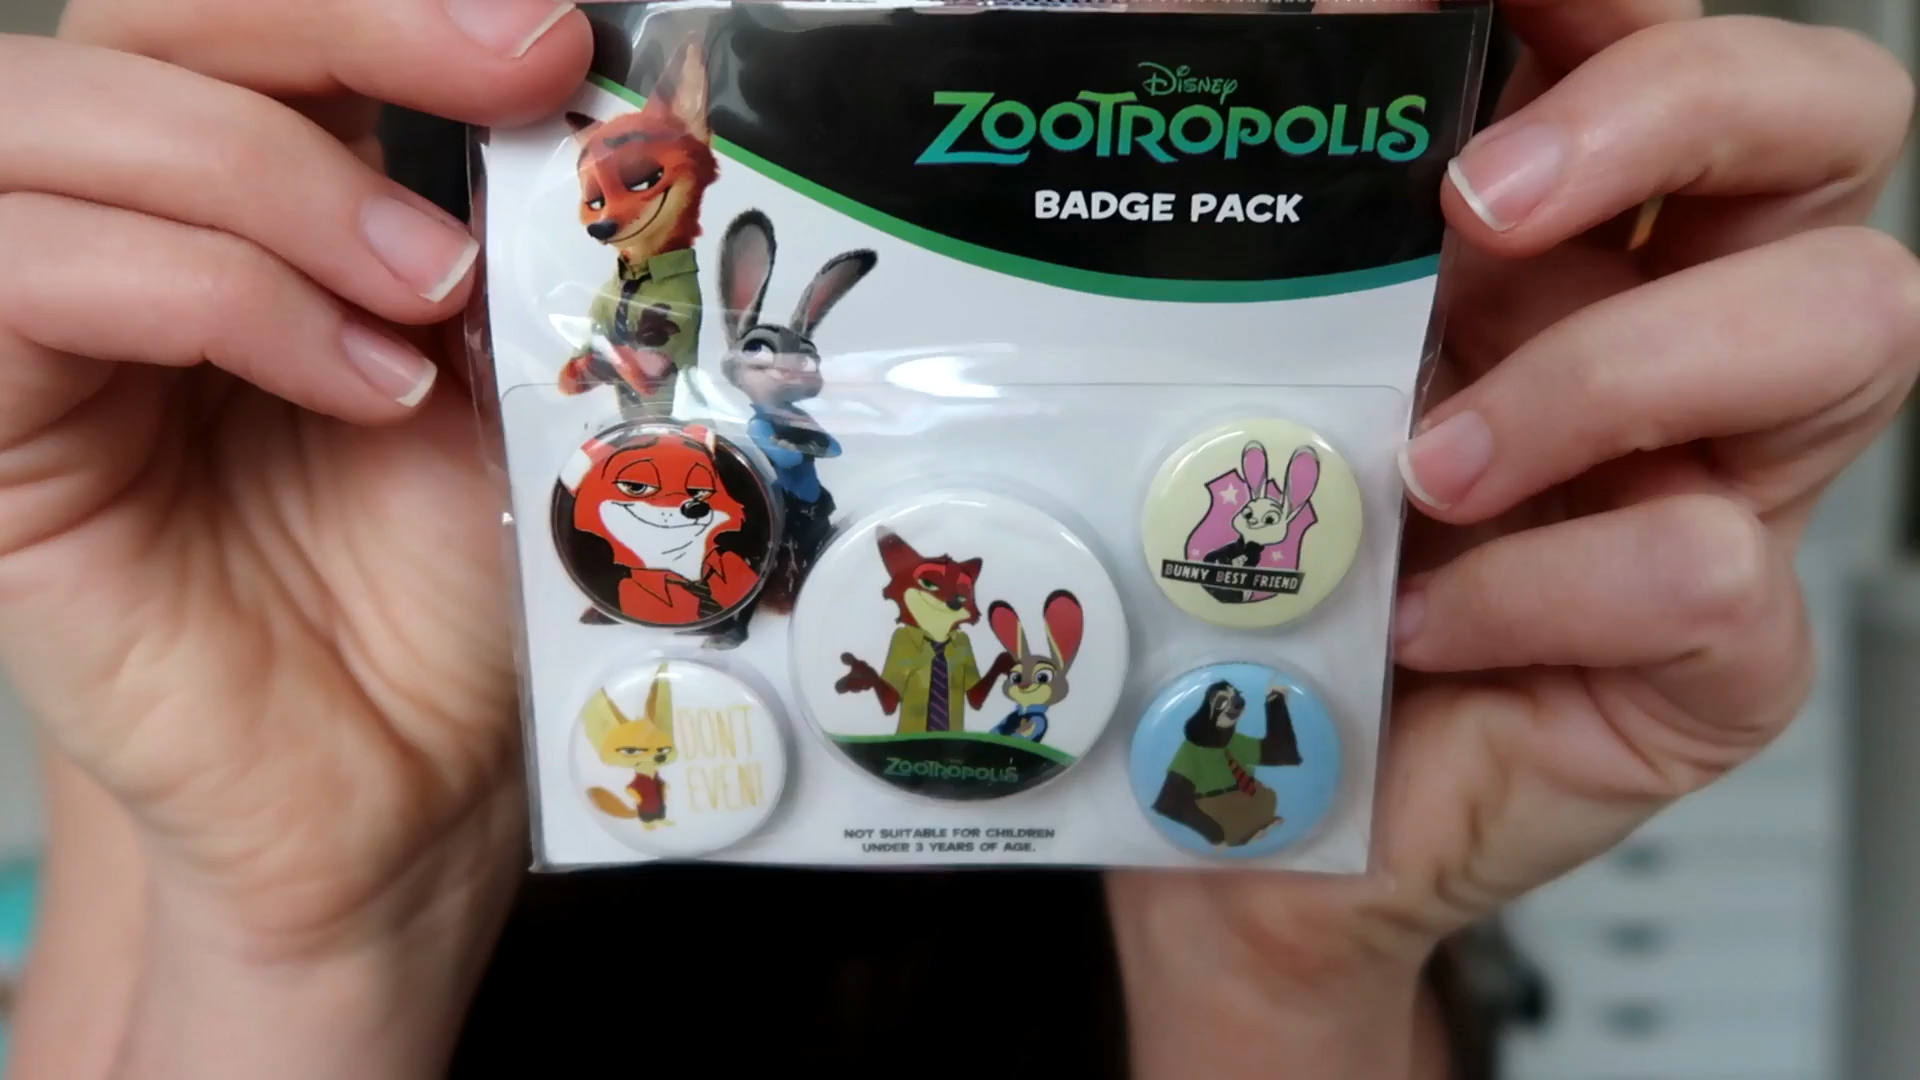 DISNEY
ZOOTROPOLIS
BADGE PACK
BUNNY BEST FRIEND
DON'T
EVEN!
ZOOTROPOLIS
NOT SUITABLE FOR CHILDREN
UNDER 3 YEARS OF AGE.